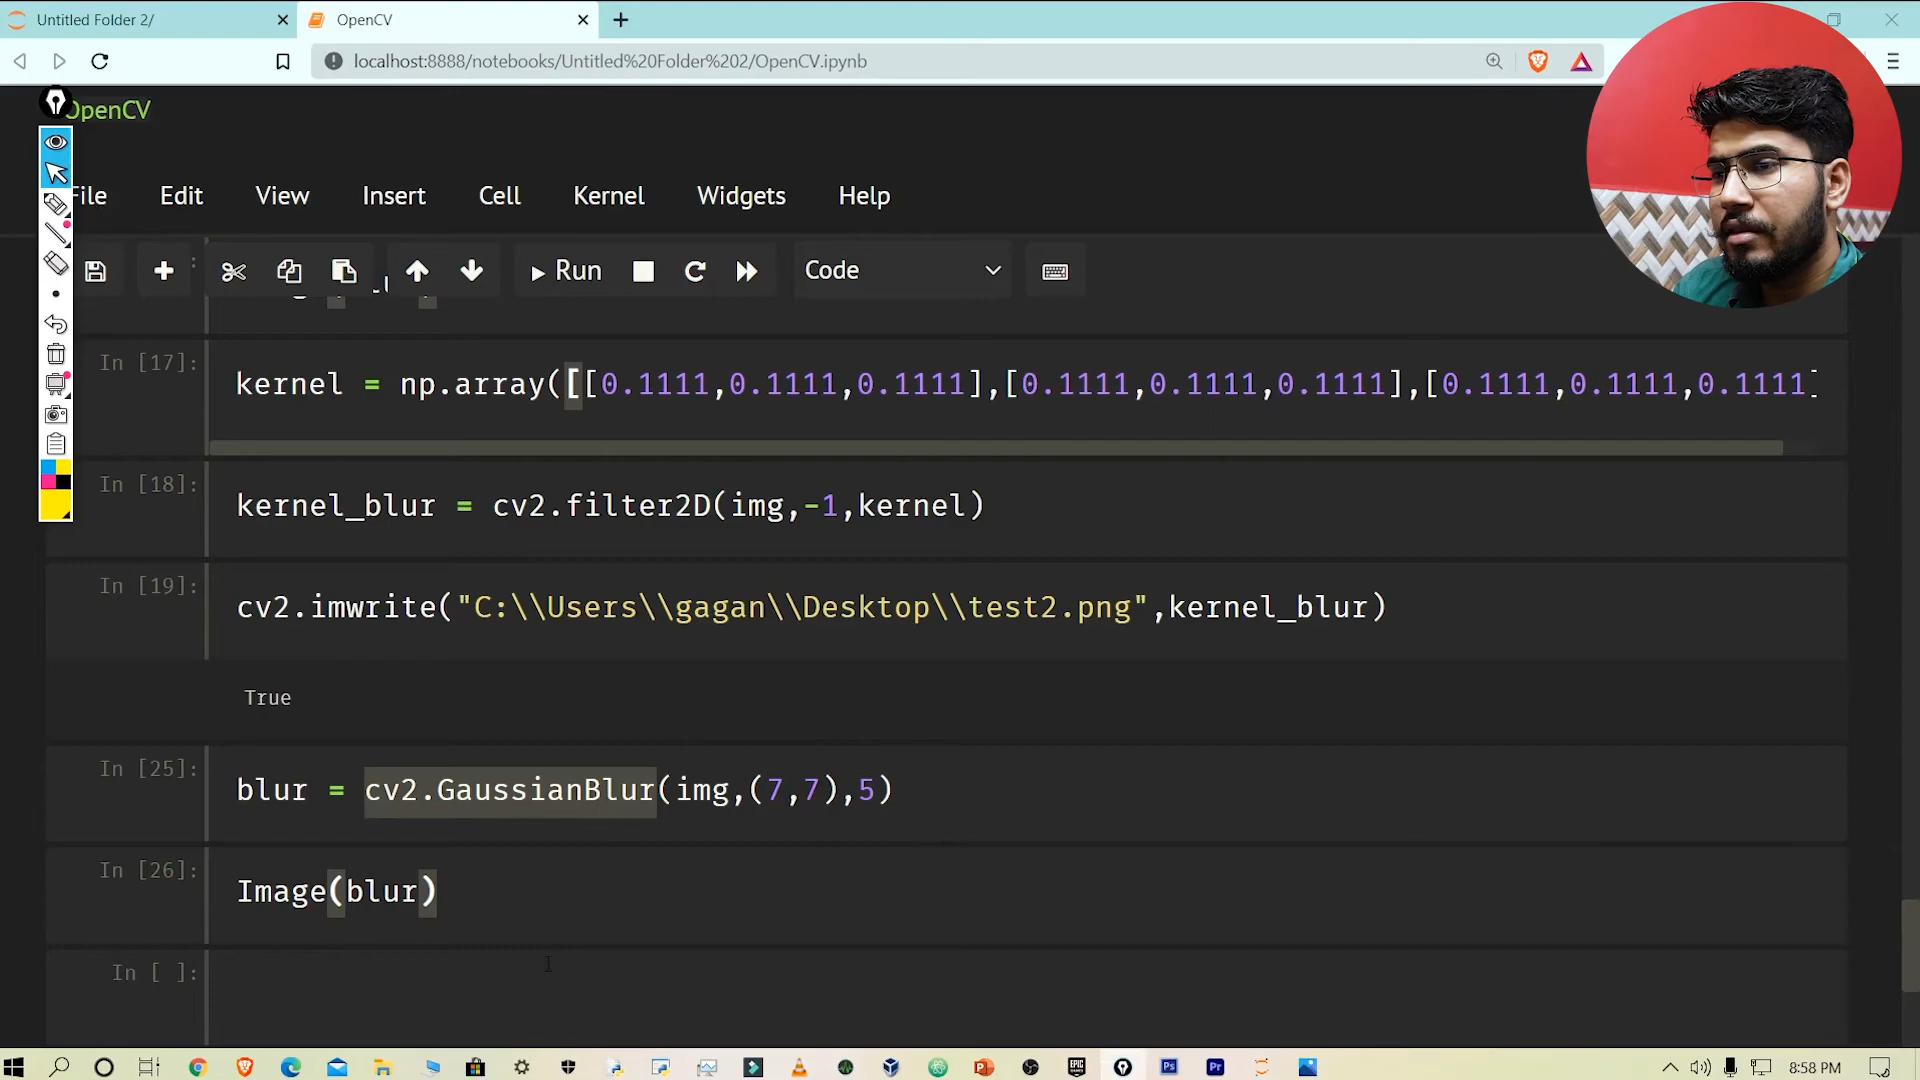 Untitled Folder 2/
OpenCV
localhost:8888/notebooks/Untitled%20Folder%202/OpenCV.ipynb
OpenCV
File Edit View Insert Cell Kernel Widgets Help
Run
Code
In [17]: kernel = np.array([[0.1111,0.1111,0.1111],[0.1111,0.1111,0.1111],[0.1111,0.1111,0.1111]
In [18]: kernel_blur = cv2.filter2D(img,-1,kernel)
In [19]: cv2.imwrite("C:\\Users\\gagan\\Desktop\\test2.png",kernel_blur)
True
In [25]: blur = cv2.GaussianBlur(img,(7,7),5)
In [26]: Image(blur)
In [ ]:
Ps
Pr
EPIC GAMES
8:58 PM